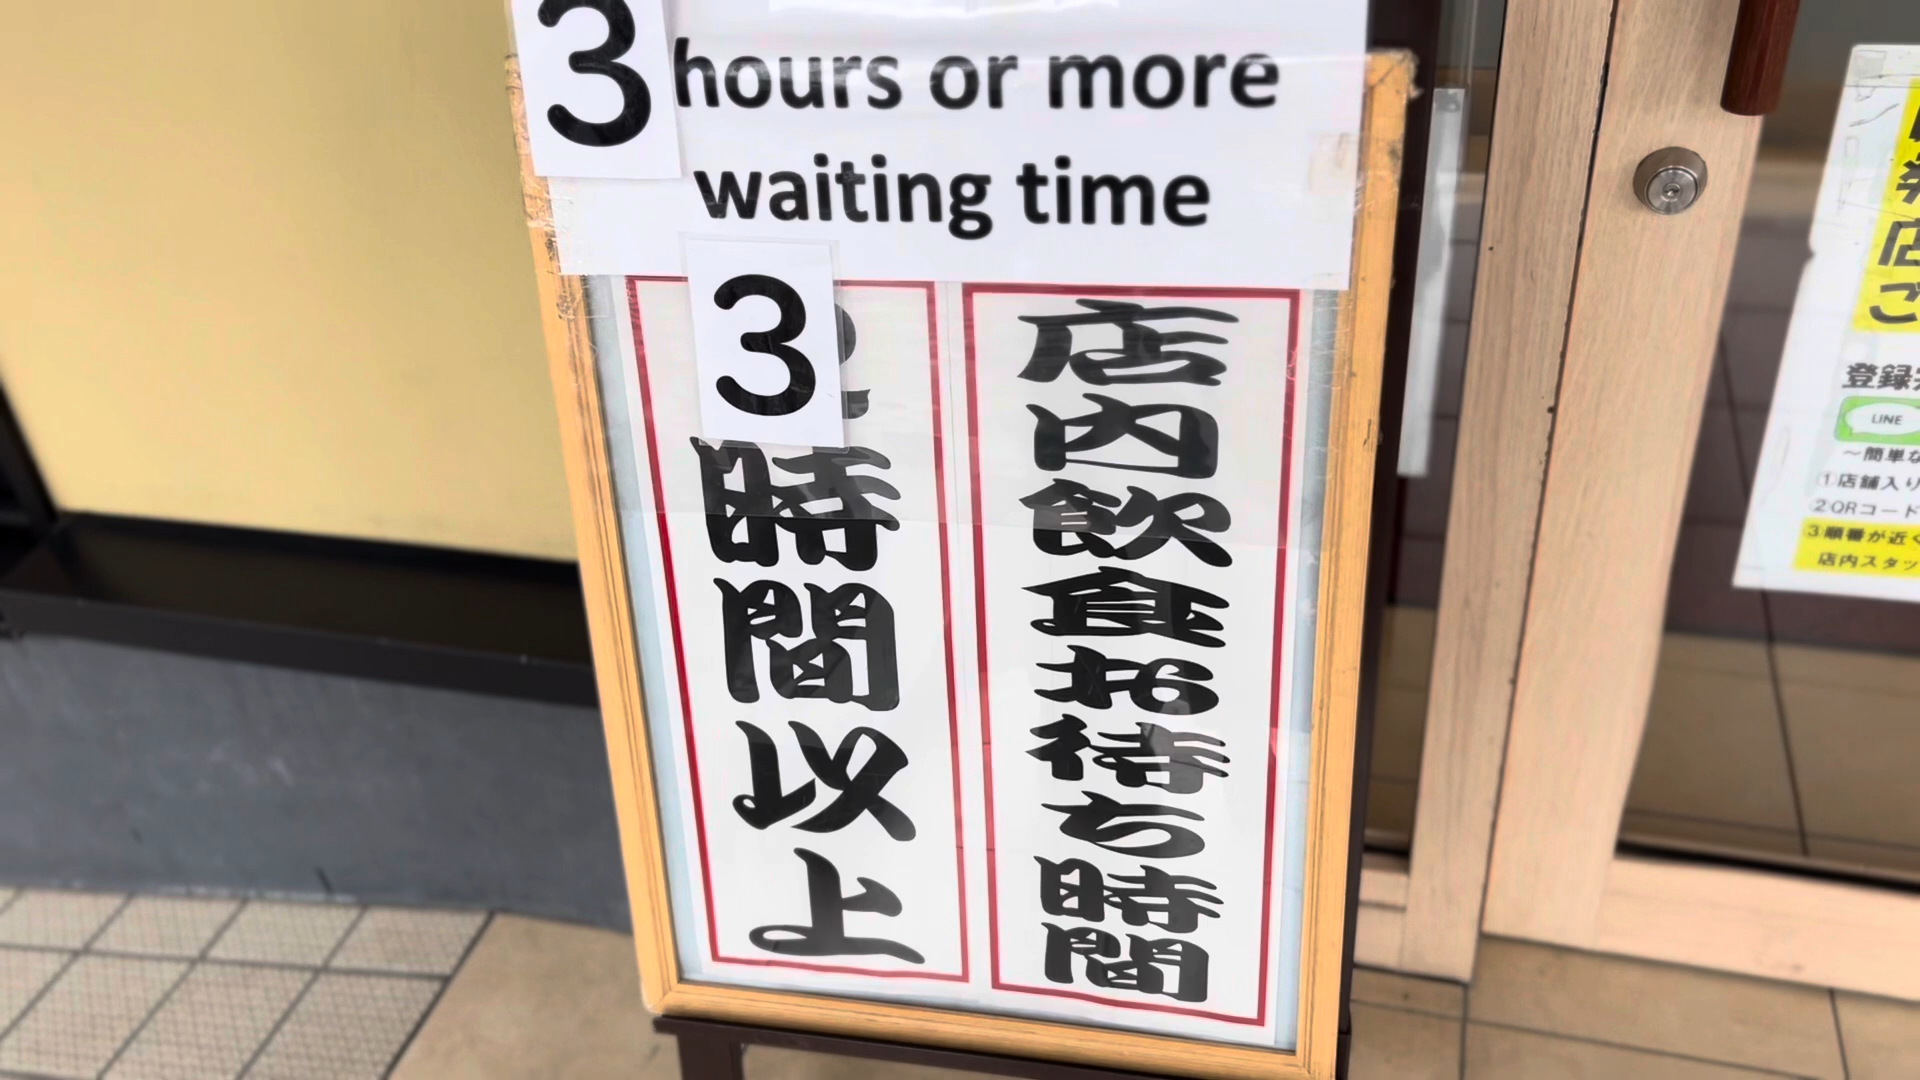 3 hours or more
waiting time
店内飲食お待ち時間
3時間以上
登録
LINE
～簡単な
①店舗入り
②QRコード
③順番が近く
店内スタッ